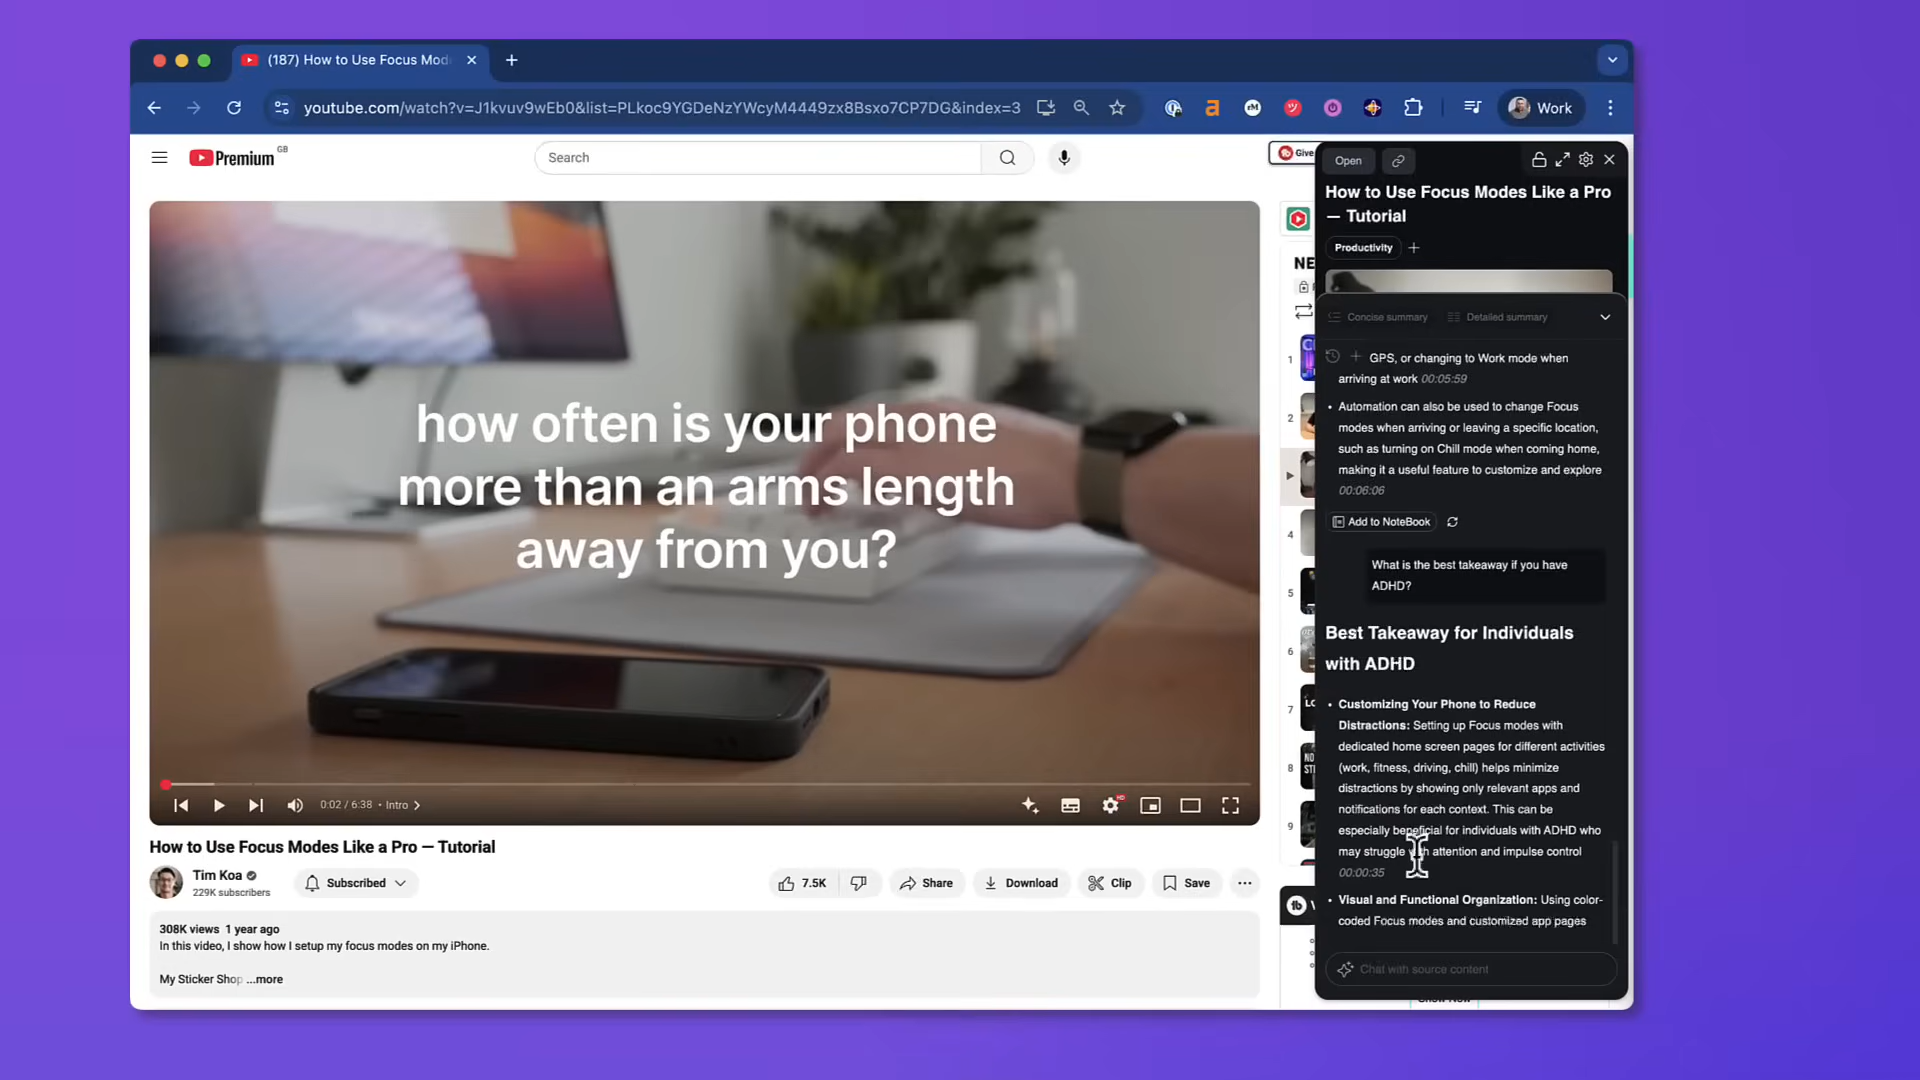 (187) How to Use Focus Mod
youtube.com/watch?v=J1kvuv9wEb0&list=PLkoc9YGDeNzYWcyM4449zx8Bsxo7CP7DG&index=3
Work
Premium GB
Search
Give
how often is your phone
more than an arms length
away from you?
0:02 / 6:38 • Intro
HD
How to Use Focus Modes Like a Pro — Tutorial
Tim Koa
229K subscribers
Subscribed
7.5K
Share
Download
Clip
Save
308K views 1 year ago
In this video, I show how I setup my focus modes on my iPhone.
My Sticker Shop ...more
NE
1
2
4
5
6
7
8
9
Open
How to Use Focus Modes Like a Pro
— Tutorial
Productivity
Concise summary
Detailed summary
GPS, or changing to Work mode when
arriving at work 00:05:59
• Automation can also be used to change Focus
modes when arriving or leaving a specific location,
such as turning on Chill mode when coming home,
making it a useful feature to customize and explore
00:06:06
Add to NoteBook
What is the best takeaway if you have
ADHD?
Best Takeaway for Individuals
with ADHD
• Customizing Your Phone to Reduce
Distractions: Setting up Focus modes with
dedicated home screen pages for different activities
(work, fitness, driving, chill) helps minimize
distractions by showing only relevant apps and
notifications for each context. This can be
especially beneficial for individuals with ADHD who
may struggle with attention and impulse control
00:00:35
• Visual and Functional Organization: Using color-
coded Focus modes and customized app pages
Chat with source content